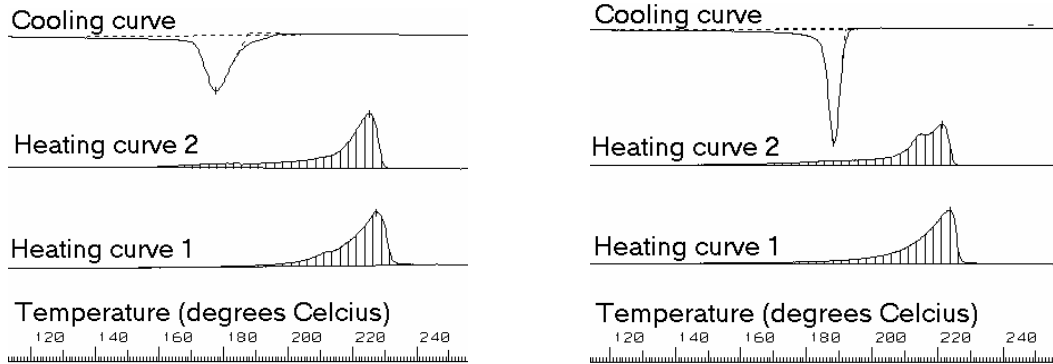 Cooling curve
Heating curve 2
Heating curve 1
Temperature (degrees Celcius)
120 140 160 180 200 220 240
Cooling curve
Heating curve 2
Heating curve 1
Temperature (degrees Celcius)
120 140 160 180 200 220 240